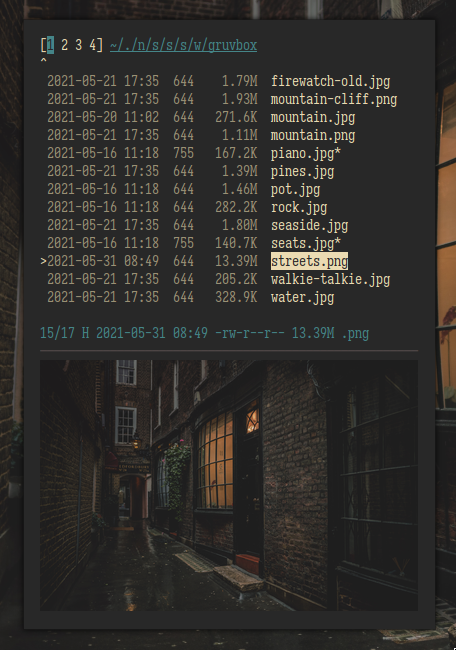 [1 2 3 4] ~/./n/s/s/s/w/gruvbox
^
2021-05-21 17:35 644 1.79M firewatch-old.jpg
2021-05-21 17:35 644 1.93M mountain-cliff.png
2021-05-20 11:02 644 271.6K mountain.jpg
2021-05-21 17:35 644 1.11M mountain.png
2021-05-16 11:18 755 167.2K piano.jpg*
2021-05-21 17:35 644 1.39M pines.jpg
2021-05-16 11:18 644 1.46M pot.jpg
2021-05-16 11:18 644 282.2K rock.jpg
2021-05-21 17:35 644 1.80M seaside.jpg
2021-05-16 11:18 755 140.7K seats.jpg*
>2021-05-31 08:49 644 13.39M streets.png
2021-05-21 17:35 644 205.2K walkie-talkie.jpg
2021-05-21 17:35 644 328.9K water.jpg
15/17 H 2021-05-31 08:49 -rw-r--r-- 13.39M .png